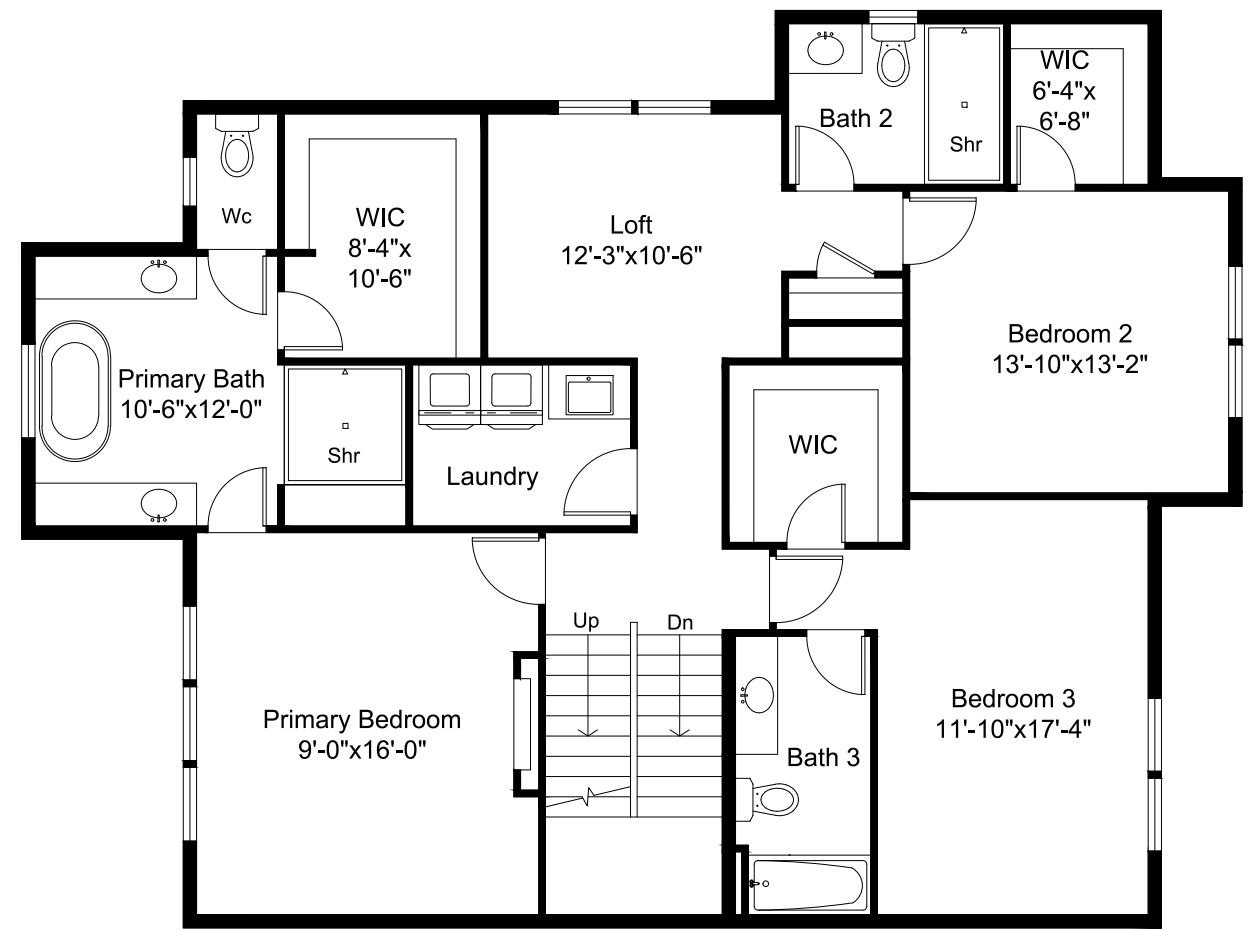 WIC
6'-4"x
6'-8"
Bath 2
Shr
Wc
WIC
8'-4"x
10'-6"
Loft
12'-3"x10'-6"
Bedroom 2
13'-10"x13'-2"
Primary Bath
10'-6"x12'-0"
Shr
Laundry
WIC
Up
Dn
Primary Bedroom
9'-0"x16'-0"
Bedroom 3
11'-10"x17'-4"
Bath 3